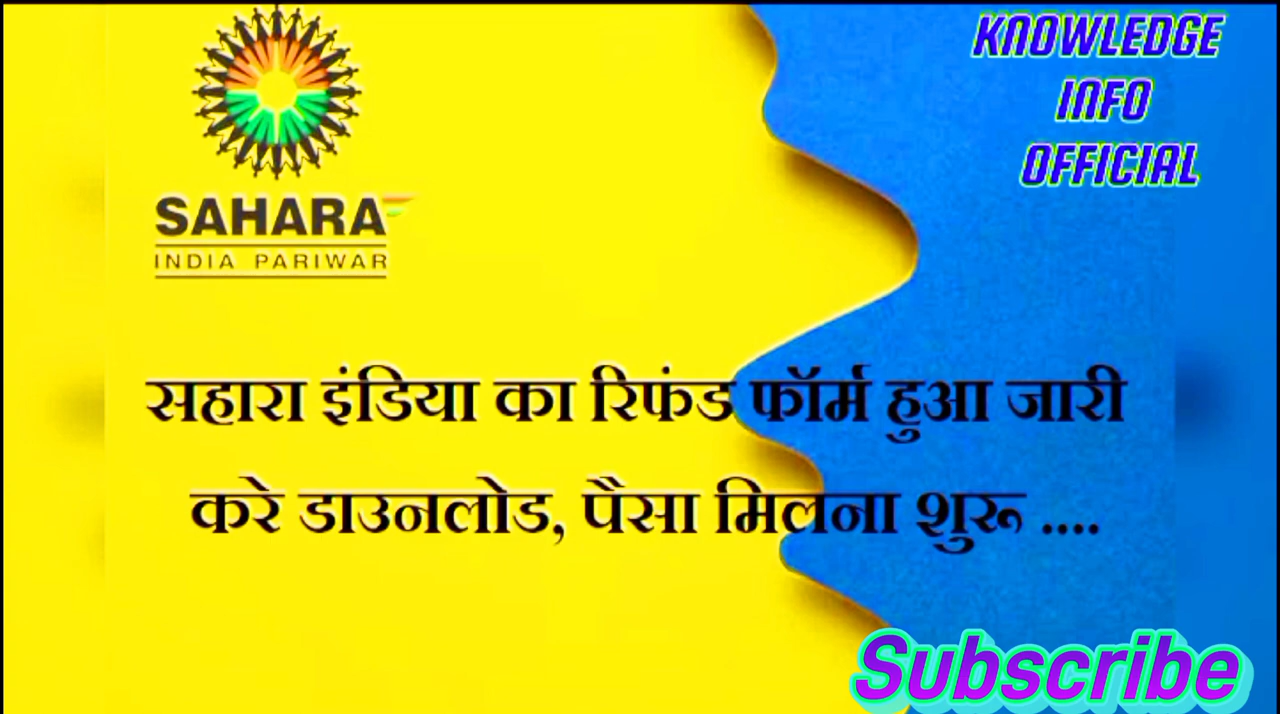 SAHARA
INDIA PARIWAR
KNOWLEDGE
INFO
OFFICIAL
सहारा इंडिया का रिफंड फॉर्म हुआ जारी
करे डाउनलोड, पैसा मिलना शुरू ....
Subscribe